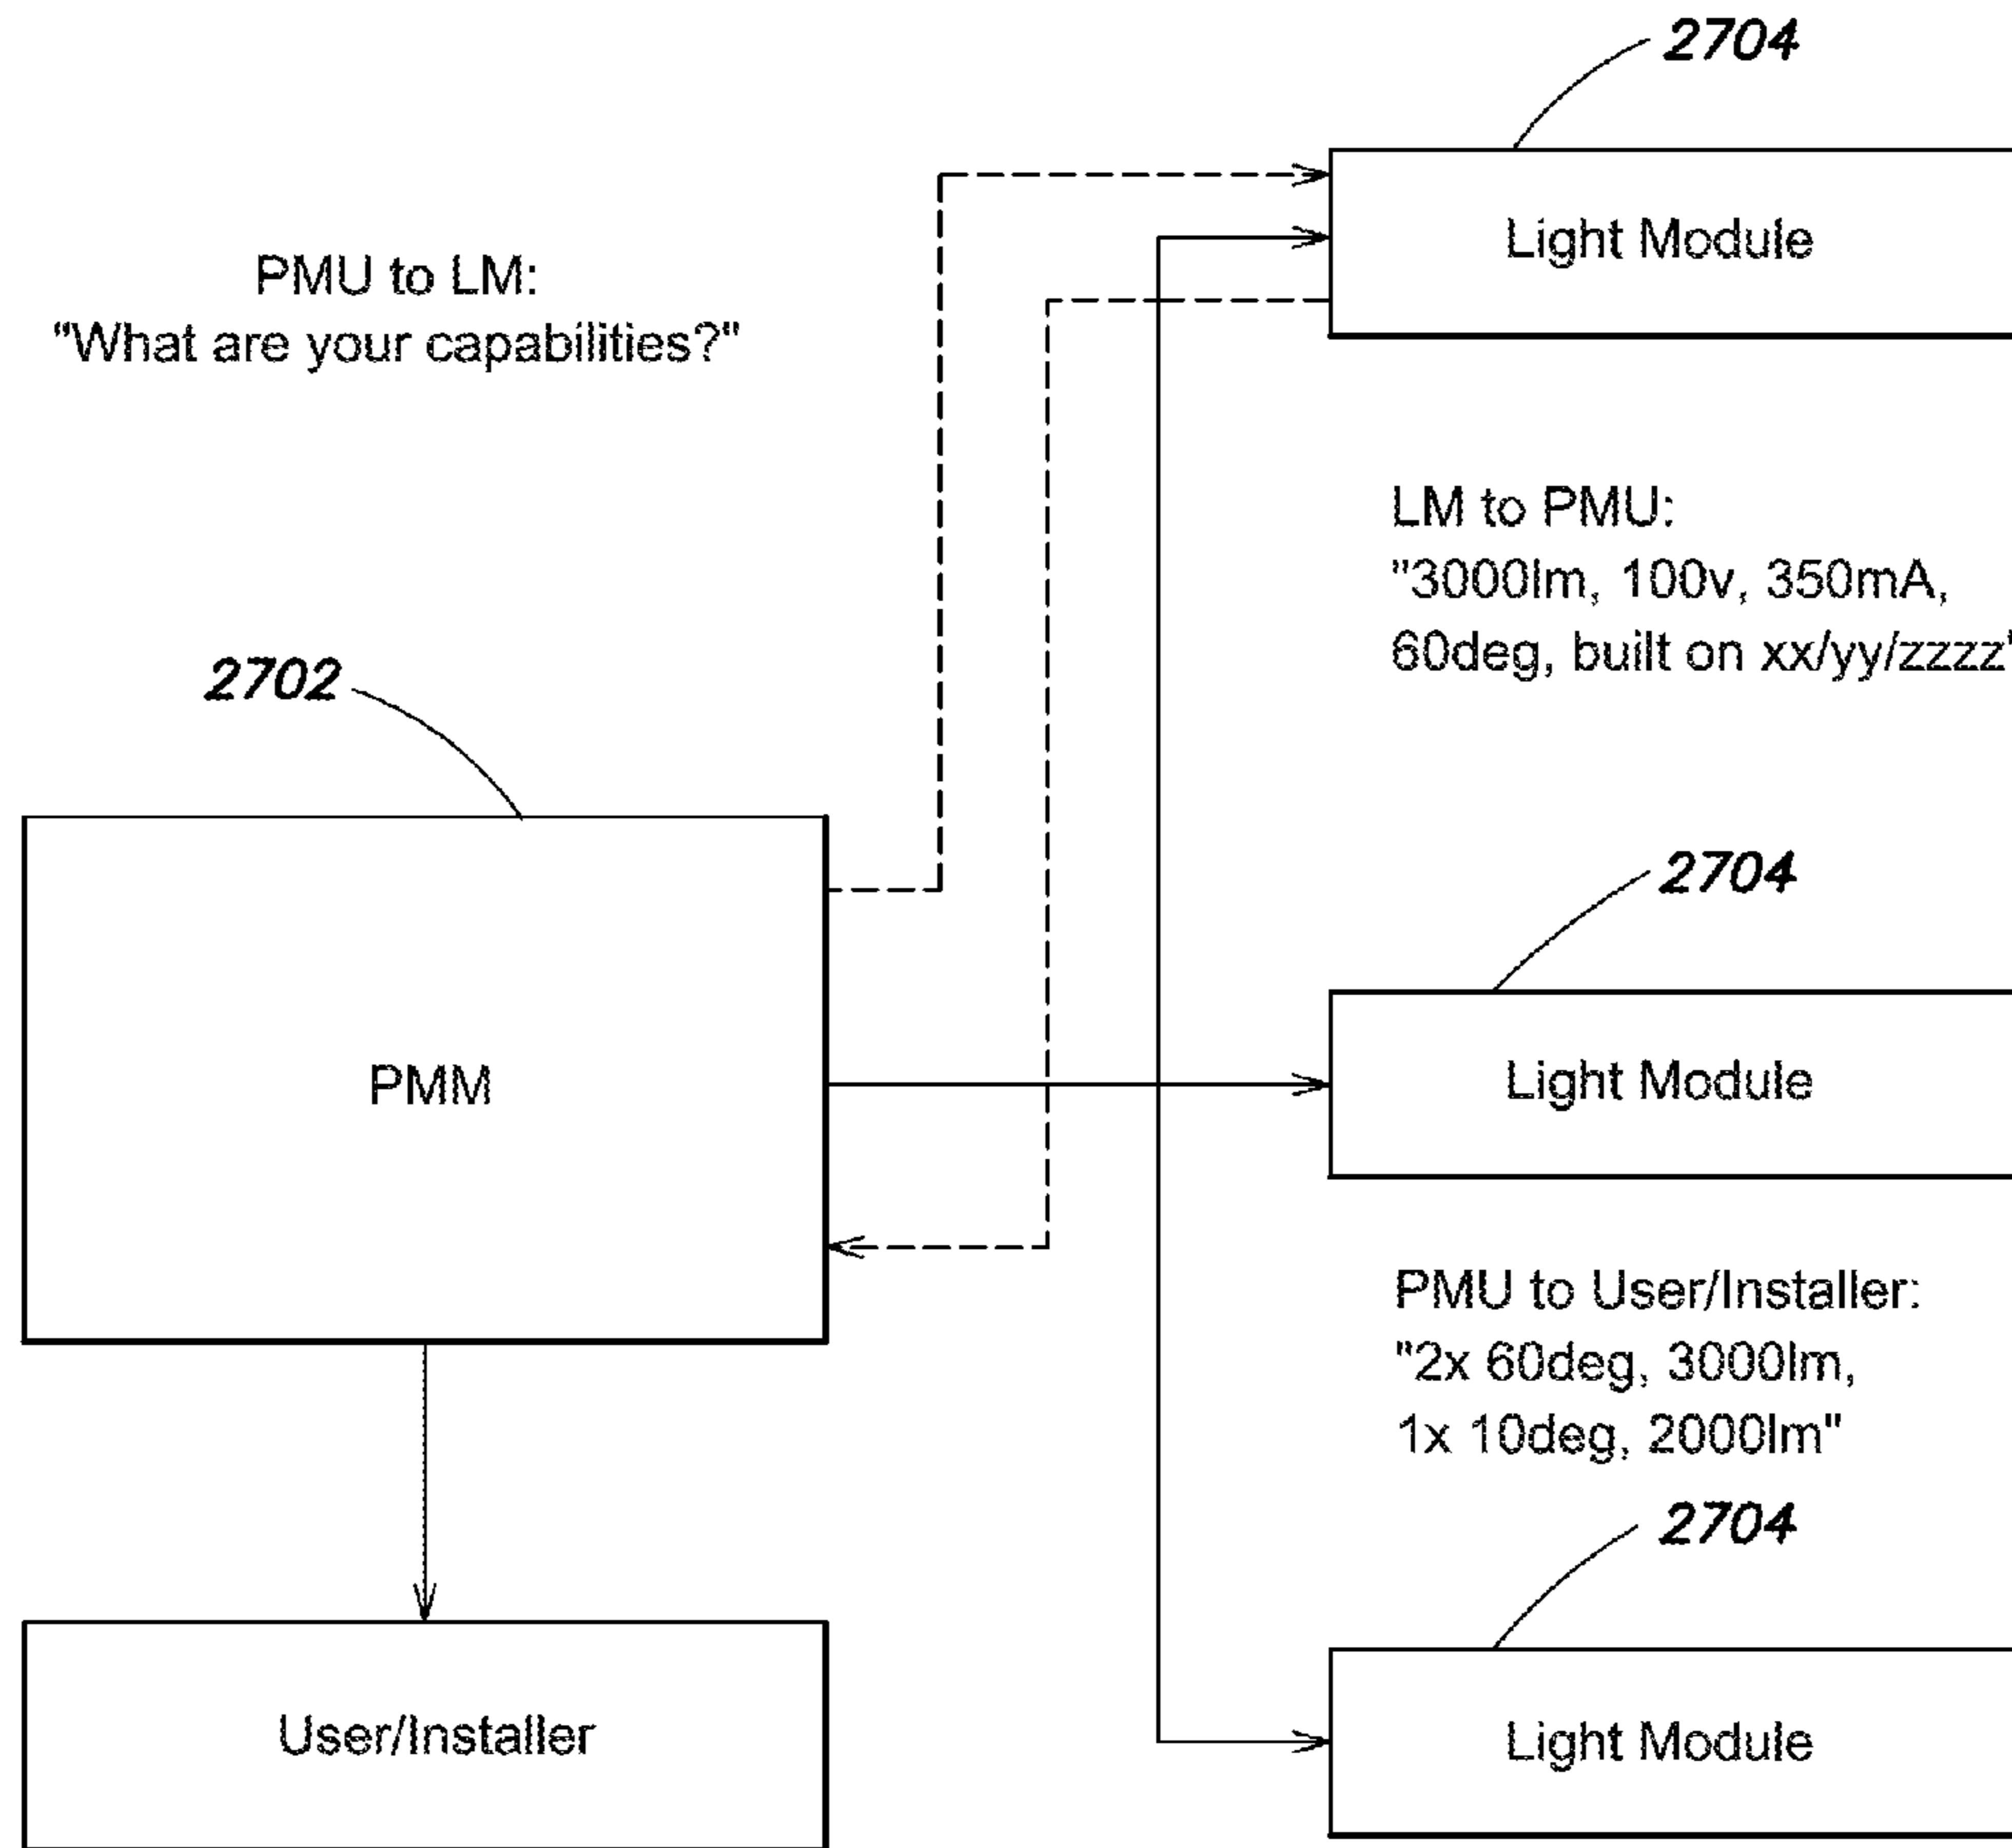 2704
Light Module
PMU to LM:
"What are your capabilities?"
LM to PMU:
"3000lm, 100v, 350mA,
60deg, built on xx/yy/zzzz"
2702
PMM
2704
Light Module
PMU to User/Installer:
"2x 60deg, 3000lm,
1x 10deg, 2000lm"
2704
User/Installer
Light Module